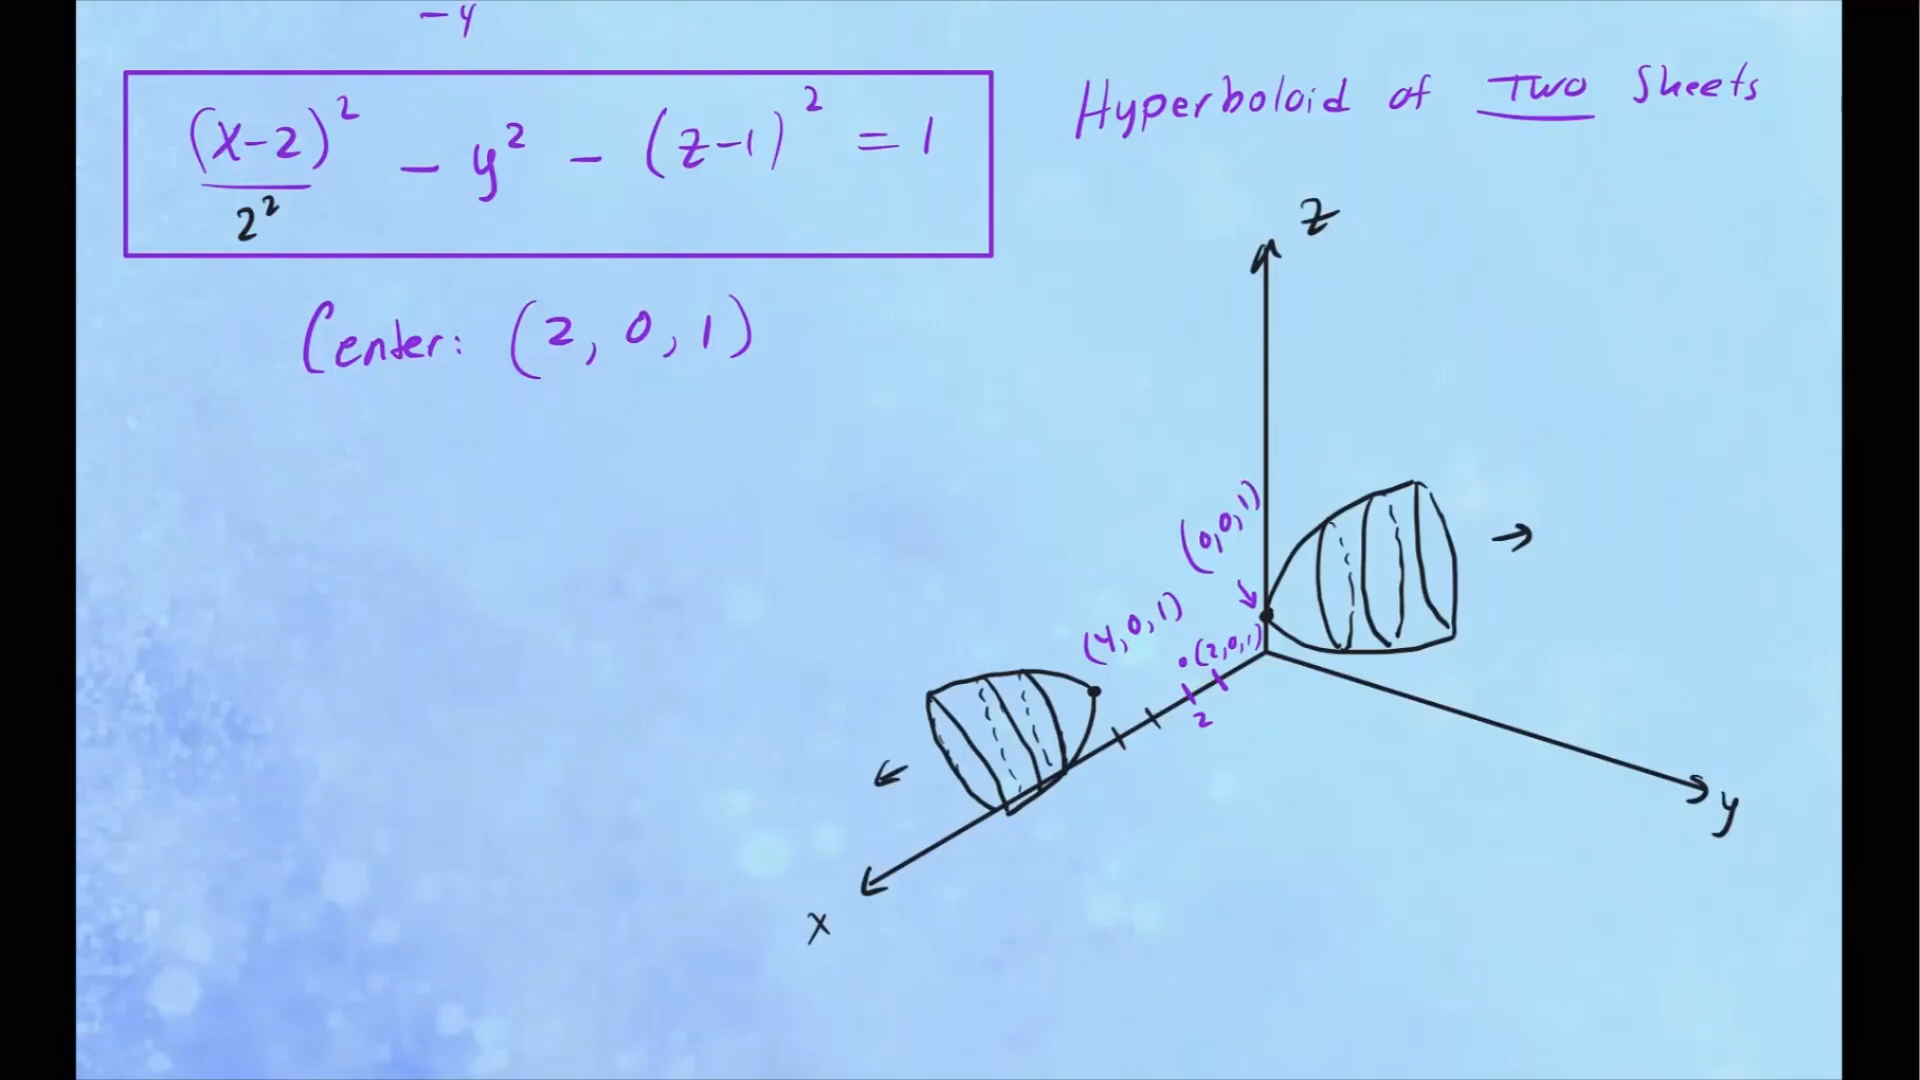 -4
(x-2)²/2² - y² - (z-1)² = 1
Hyperboloid of Two Sheets
Center: (2, 0, 1)
z
(0,0,1)
(4,0,1)
(2,0,1)
2
y
x